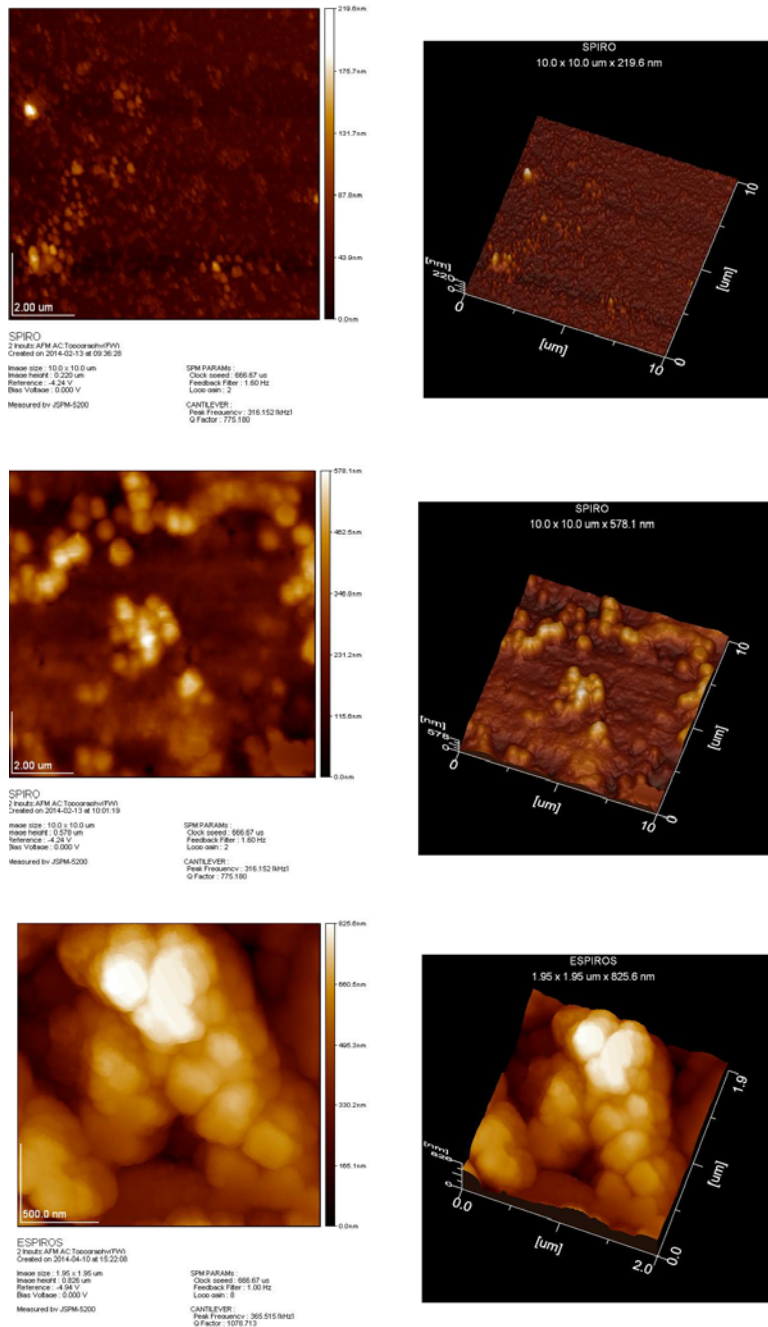 219.6nm
175.7nm
131.7nm
87.8nm
43.9nm
0.0nm
2.00 um
SPIRO
2 Inputs:AFM AC:Topography(FW)
Created on 2014-02-13 at 09:36:28
Image size : 10.0 x 10.0 um
Image height : 0.220 um
Reference : -4.24 V
Bias Voltage : 0.000 V
Measured by JSPM-5200
SPM PARAMs :
Clock speed : 666.67 us
Feedback Filter : 1.60 Hz
Loop gain : 2
CANTILEVER :
Peak Frequency : 316.152 [kHz]
Q Factor : 775.180
SPIRO
10.0 x 10.0 um x 219.6 nm
[nm]
220
0
0
[um]
10
0
[um]
10
578.1nm
462.5nm
346.8nm
231.2nm
115.6nm
0.0nm
2.00 um
SPIRO
2 Inputs:AFM AC:Topography(FW)
Created on 2014-02-13 at 10:01:19
Image size : 10.0 x 10.0 um
Image height : 0.578 um
Reference : -4.24 V
Bias Voltage : 0.000 V
Measured by JSPM-5200
SPM PARAMs :
Clock speed : 666.67 us
Feedback Filter : 1.60 Hz
Loop gain : 2
CANTILEVER :
Peak Frequency : 316.152 [kHz]
Q Factor : 775.180
SPIRO
10.0 x 10.0 um x 578.1 nm
[nm]
578
0
0
[um]
10
0
[um]
10
825.6nm
660.5nm
495.3nm
330.2nm
165.1nm
0.0nm
500.0 nm
ESPIROS
2 Inputs:AFM AC:Topography(FW)
Created on 2014-04-10 at 15:22:08
Image size : 1.95 x 1.95 um
Image height : 0.826 um
Reference : -4.94 V
Bias Voltage : 0.000 V
Measured by JSPM-5200
SPM PARAMs :
Clock speed : 666.67 us
Feedback Filter : 1.00 Hz
Loop gain : 8
CANTILEVER :
Peak Frequency : 365.515 [kHz]
Q Factor : 1078.713
ESPIROS
1.95 x 1.95 um x 825.6 nm
[nm]
826
0
0.0
[um]
2.0
0.0
[um]
1.9